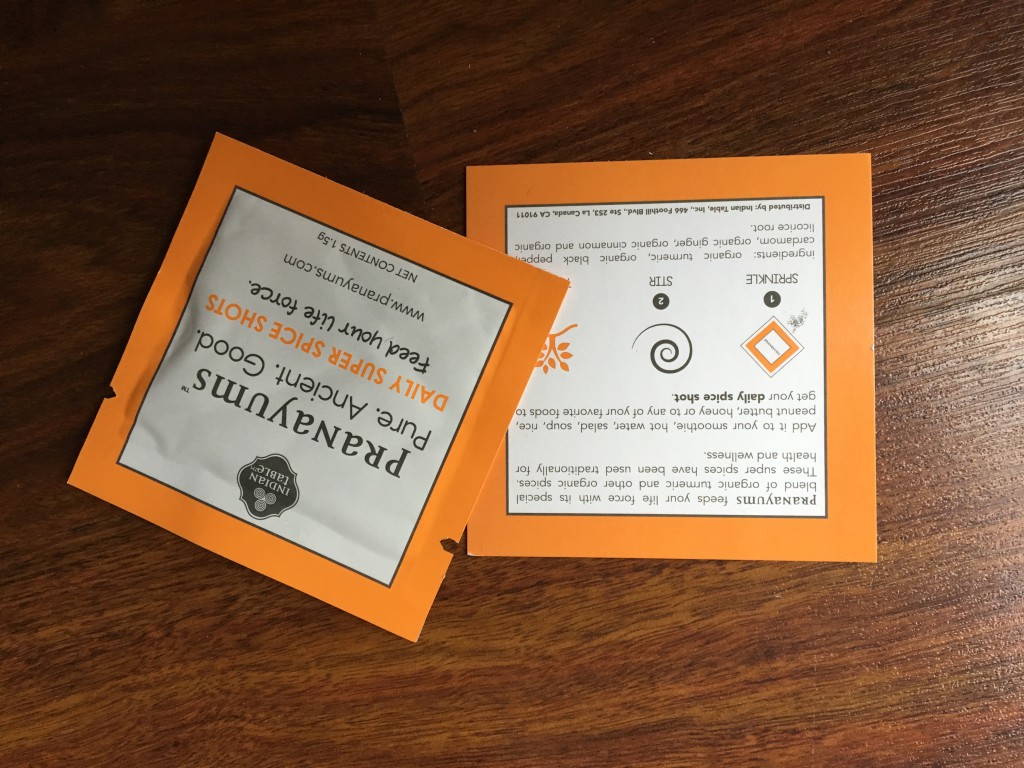 INDIAN
TABLE™
PRANAYUMS™
Pure. Ancient. Good.
DAILY SUPER SPICE SHOTS
Feed your life force.
www.pranayums.com
NET CONTENTS 1.5g
PRANAYUMS feeds your life force with its special
blend of organic turmeric and other organic spices.
These super spices have been used traditionally for
health and wellness.
Add it to your smoothie, hot water, salad, soup, rice,
peanut butter, honey or to any of your favorite foods to
get your daily spice shot.
1
2
SPRINKLE
STIR
ingredients: organic turmeric, organic black pepper,
cardamom, organic ginger, organic cinnamon and organic
licorice root.
Distributed by: Indian Table, Inc., 466 Foothill Blvd., Ste 253, La Canada, CA 91011